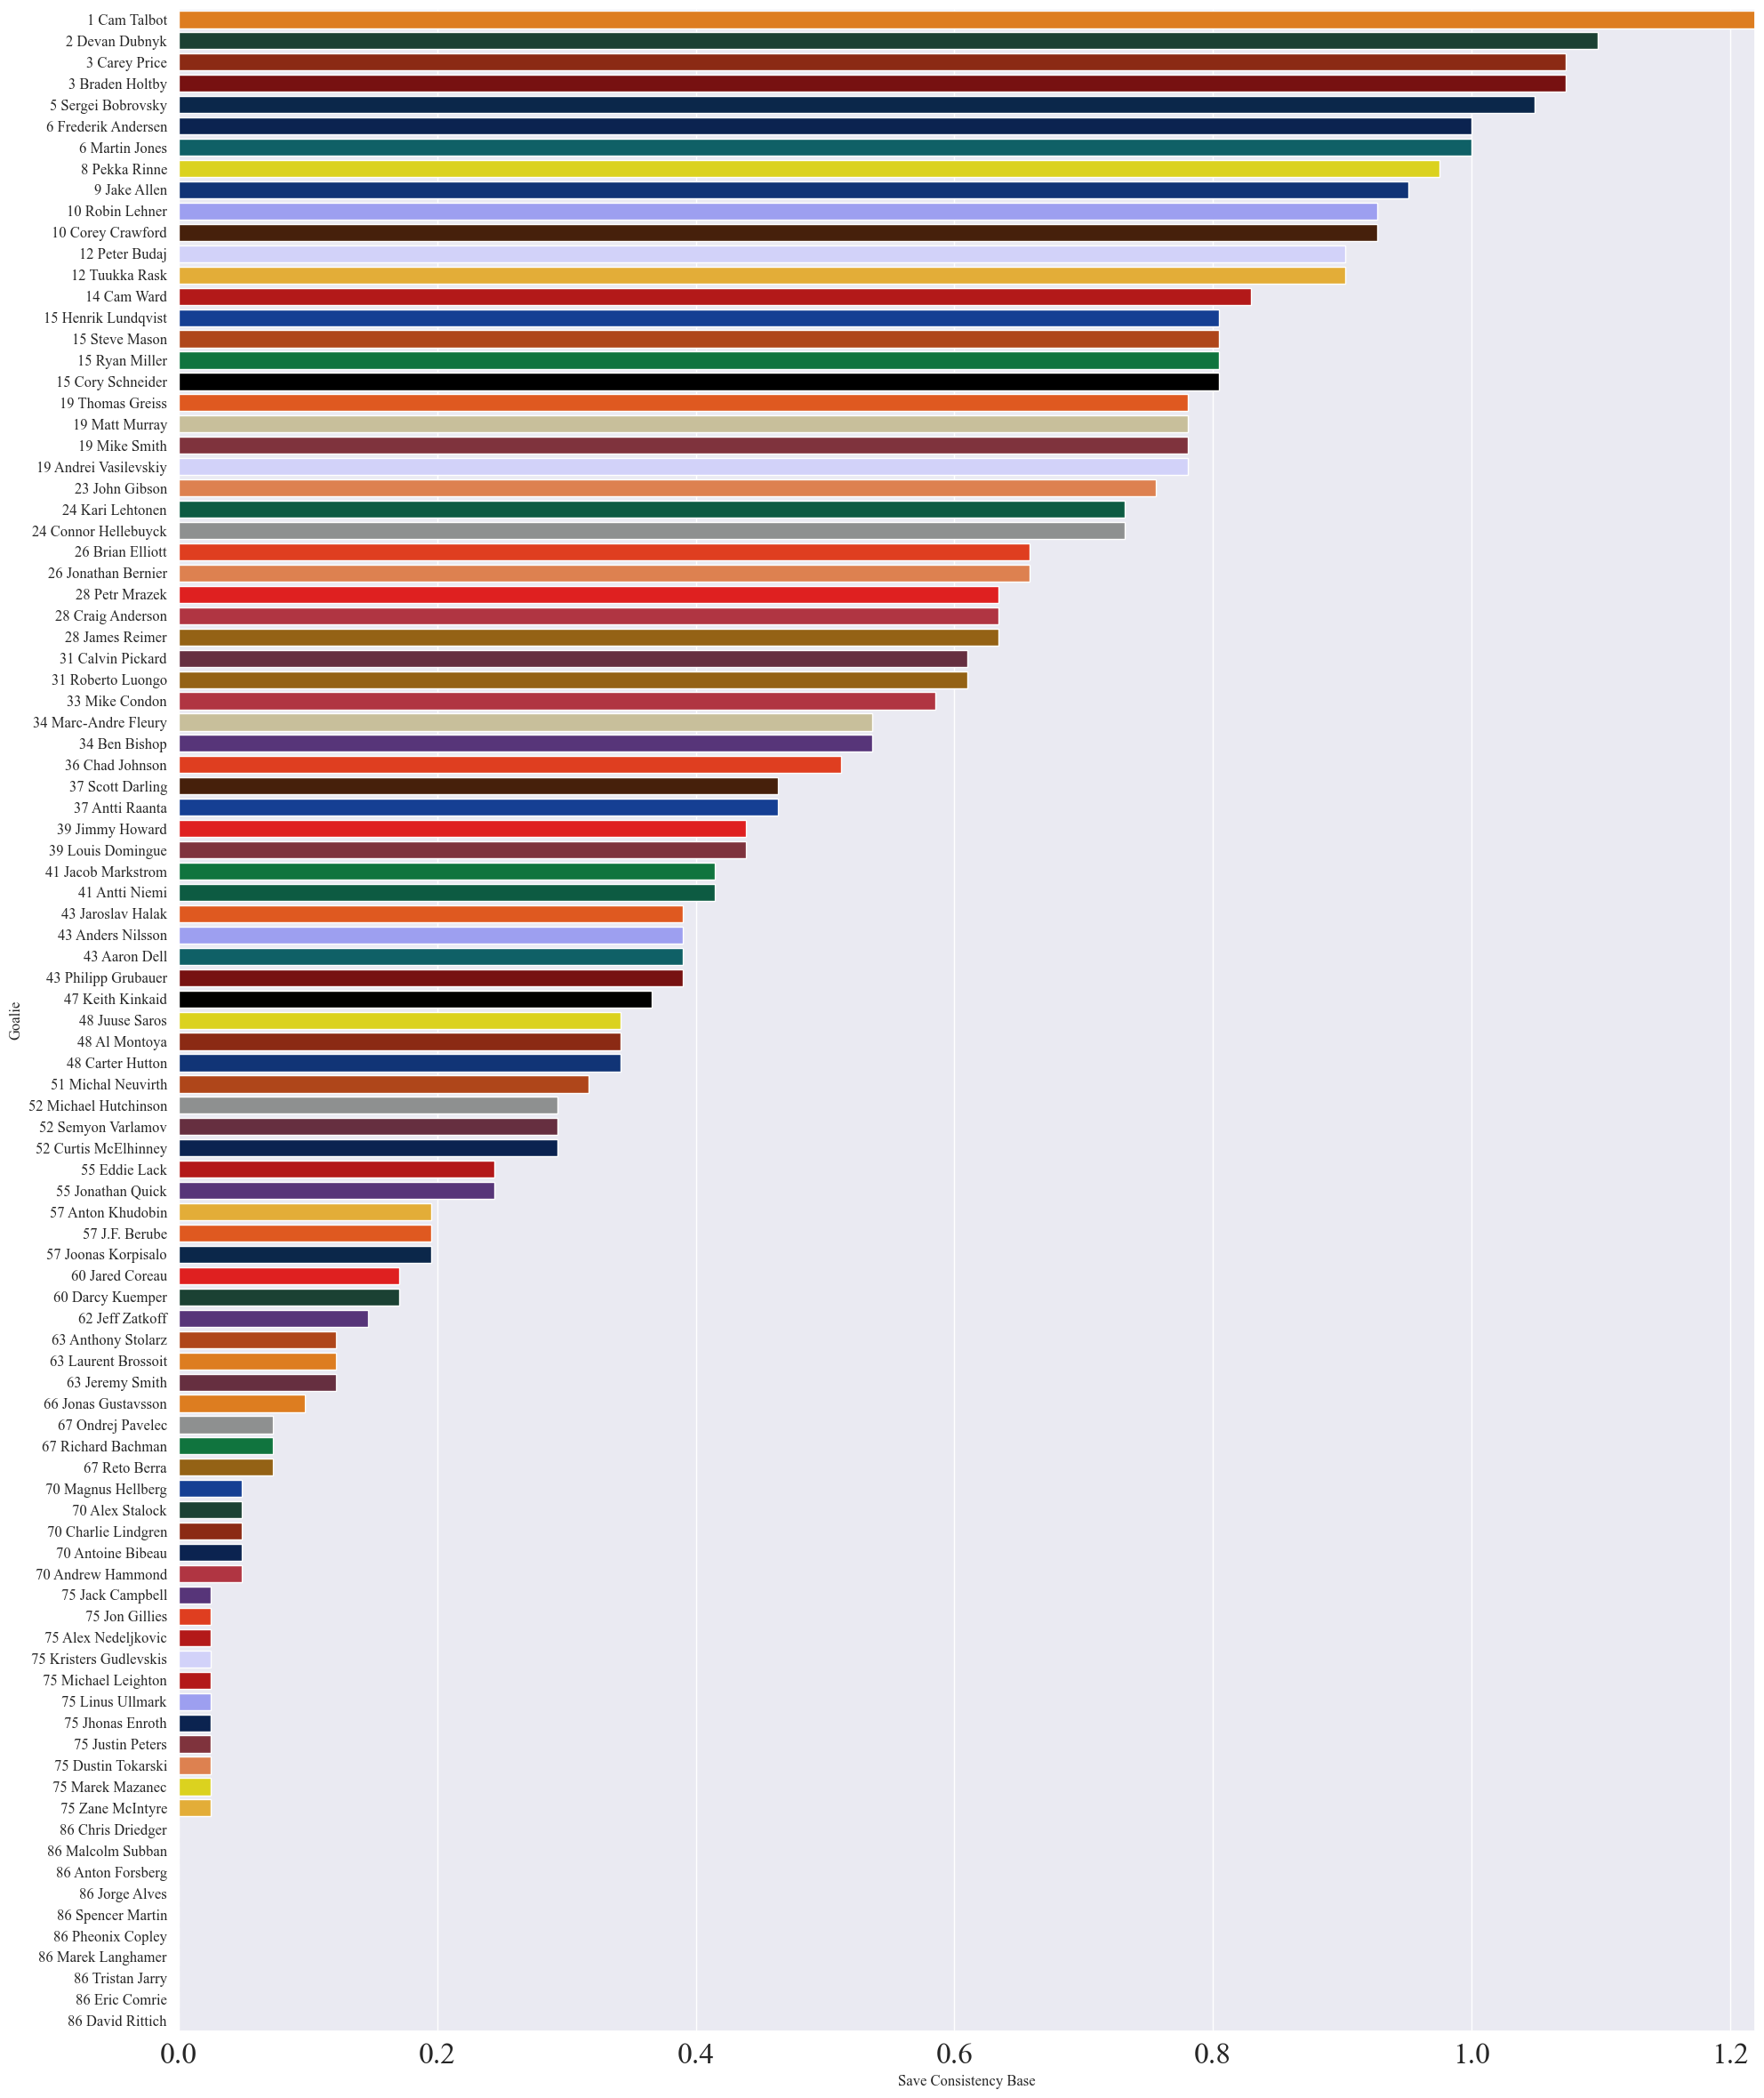 1 Cam Talbot
2 Devan Dubnyk
3 Carey Price
3 Braden Holtby
5 Sergei Bobrovsky
6 Frederik Andersen
6 Martin Jones
8 Pekka Rinne
9 Jake Allen
10 Robin Lehner
10 Corey Crawford
12 Peter Budaj
12 Tuukka Rask
14 Cam Ward
15 Henrik Lundqvist
15 Steve Mason
15 Ryan Miller
15 Cory Schneider
19 Thomas Greiss
19 Matt Murray
19 Mike Smith
19 Andrei Vasilevskiy
23 John Gibson
24 Kari Lehtonen
24 Connor Hellebuyck
26 Brian Elliott
26 Jonathan Bernier
28 Petr Mrazek
28 Craig Anderson
28 James Reimer
31 Calvin Pickard
31 Roberto Luongo
33 Mike Condon
34 Marc-Andre Fleury
34 Ben Bishop
36 Chad Johnson
37 Scott Darling
37 Antti Raanta
39 Jimmy Howard
39 Louis Domingue
41 Jacob Markstrom
41 Antti Niemi
43 Jaroslav Halak
43 Anders Nilsson
43 Aaron Dell
43 Philipp Grubauer
47 Keith Kinkaid
48 Juuse Saros
48 Al Montoya
48 Carter Hutton
51 Michal Neuvirth
52 Michael Hutchinson
52 Semyon Varlamov
52 Curtis McElhinney
55 Eddie Lack
55 Jonathan Quick
57 Anton Khudobin
57 J.F. Berube
57 Joonas Korpisalo
60 Jared Coreau
60 Darcy Kuemper
62 Jeff Zatkoff
63 Anthony Stolarz
63 Laurent Brossoit
63 Jeremy Smith
66 Jonas Gustavsson
67 Ondrej Pavelec
67 Richard Bachman
67 Reto Berra
70 Magnus Hellberg
70 Alex Stalock
70 Charlie Lindgren
70 Antoine Bibeau
70 Andrew Hammond
75 Jack Campbell
75 Jon Gillies
75 Alex Nedeljkovic
75 Kristers Gudlevskis
75 Michael Leighton
75 Linus Ullmark
75 Jhonas Enroth
75 Justin Peters
75 Dustin Tokarski
75 Marek Mazanec
75 Zane McIntyre
86 Chris Driedger
86 Malcolm Subban
86 Anton Forsberg
86 Jorge Alves
86 Spencer Martin
86 Pheonix Copley
86 Marek Langhamer
86 Tristan Jarry
86 Eric Comrie
86 David Rittich
Goalie
0.0 0.2 0.4 0.6 0.8 1.0 1.2
Save Consistency Base